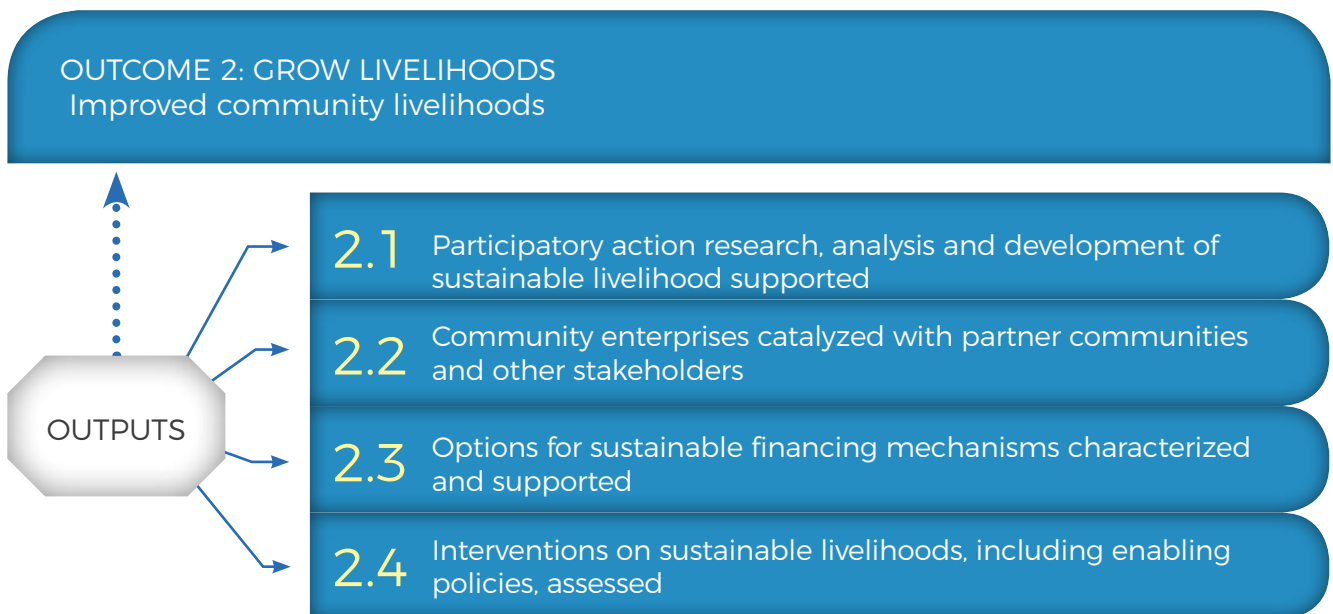 OUTCOME 2: GROW LIVELIHOODS
Improved community livelihoods
OUTPUTS
2.1 Participatory action research, analysis and development of
sustainable livelihood supported
2.2 Community enterprises catalyzed with partner communities
and other stakeholders
2.3 Options for sustainable financing mechanisms characterized
and supported
2.4 Interventions on sustainable livelihoods, including enabling
policies, assessed